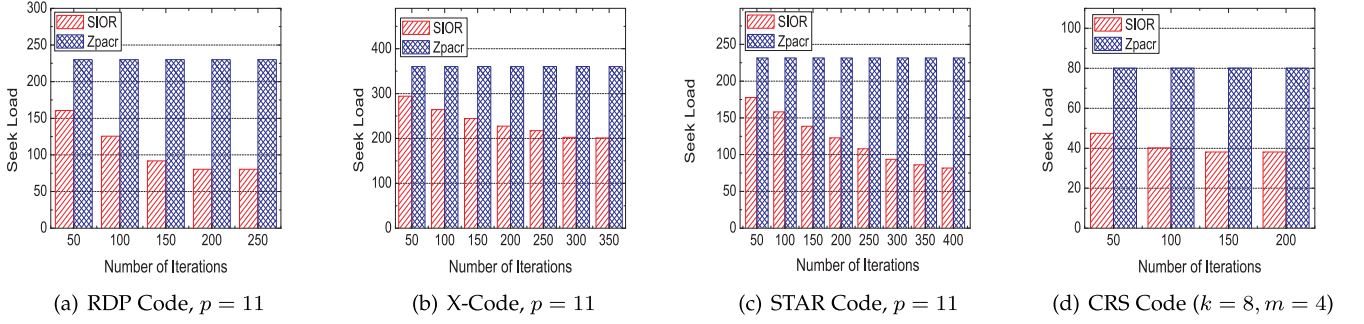 300
250
200
150
100
50
0
Seek Load
SIOR
Zpacr
50 100 150 200 250
Number of Iterations
(a) RDP Code, p = 11
400
300
200
100
0
Seek Load
SIOR
Zpacr
50 100 150 200 250 300 350
Number of Iterations
(b) X-Code, p = 11
250
200
150
100
50
0
Seek Load
SIOR
Zpacr
50 100 150 200 250 300 350 400
Number of Iterations
(c) STAR Code, p = 11
100
80
60
40
20
0
Seek Load
SIOR
Zpacr
50 100 150 200
Number of Iterations
(d) CRS Code (k = 8, m = 4)